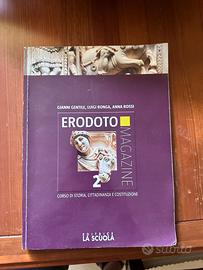 GIANNI GENTILE, LUIGI RONGA, ANNA ROSSI
ERODOTO
MAGAZINE
2
CORSO DI STORIA, CITTADINANZA E COSTITUZIONE
LA SCUOLA
subito